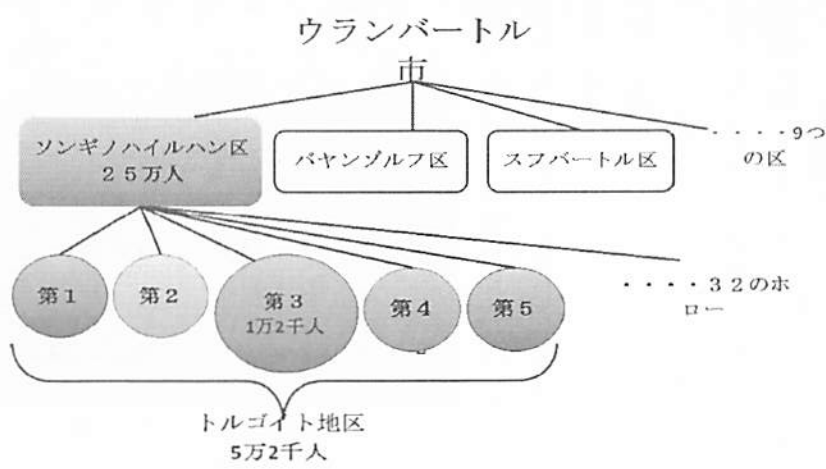 ウランバートル
市
ソンギノハイルハン区
２５万人
バヤンゾルフ区
スフバートル区
・・・・9つ
の区
第１
第２
第３
1万2千人
第４
第５
・・・・３２のホ
ロー
トルゴイト地区
5万2千人